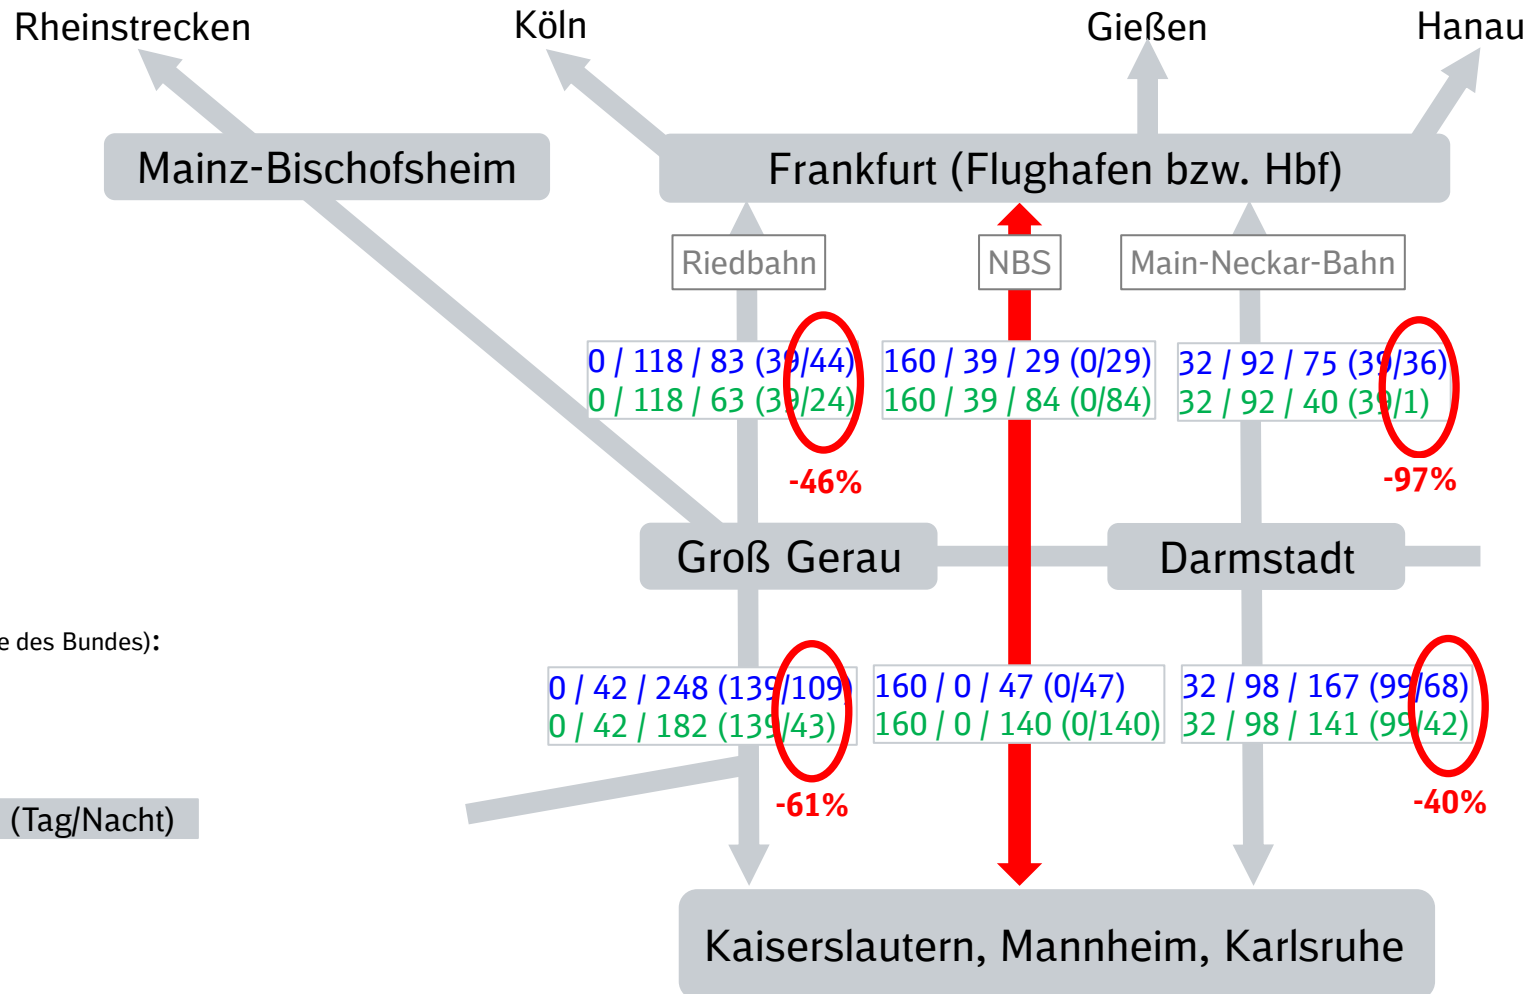 Rheinstrecken
Köln
Gießen
Hanau
Mainz-Bischofsheim
Frankfurt (Flughafen bzw. Hbf)
Riedbahn
NBS
Main-Neckar-Bahn
0 / 118 / 83 (39/44)
0 / 118 / 63 (39/24)
160 / 39 / 29 (0/29)
160 / 39 / 84 (0/84)
32 / 92 / 75 (39/36)
32 / 92 / 40 (39/1)
-46%
-97%
Groß Gerau
Darmstadt
e des Bundes):
0 / 42 / 248 (139/109)
0 / 42 / 182 (139/43)
160 / 0 / 47 (0/47)
160 / 0 / 140 (0/140)
32 / 98 / 167 (99/68)
32 / 98 / 141 (99/42)
-61%
-40%
(Tag/Nacht)
Kaiserslautern, Mannheim, Karlsruhe